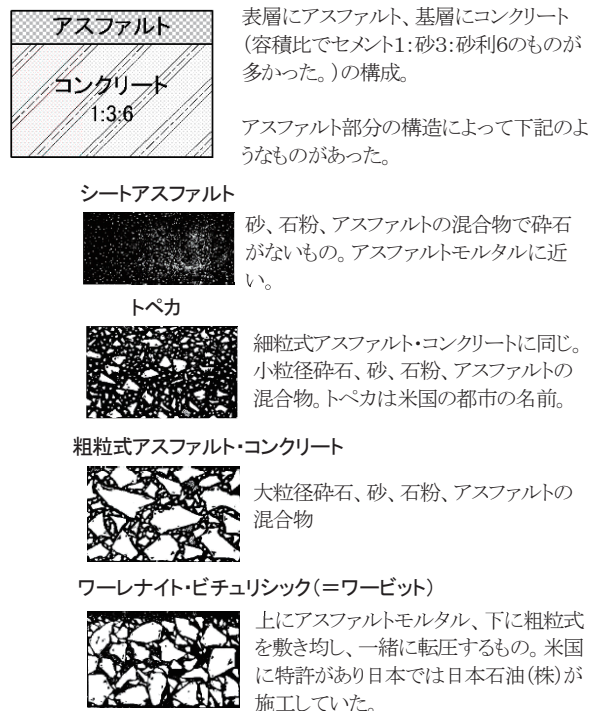 アスファルト
コンクリート
1:3:6
表層にアスファルト、基層にコンクリート
（容積比でセメント1:砂3:砂利6のものが
多かった。）の構成。
アスファルト部分の構造によって下記のよ
うなものがあった。
シートアスファルト
砂、石粉、アスファルトの混合物で砕石
がないもの。アスファルトモルタルに近
い。
トペカ
細粒式アスファルト・コンクリートに同じ。
小粒径砕石、砂、石粉、アスファルトの
混合物。トペカは米国の都市の名前。
粗粒式アスファルト・コンクリート
大粒径砕石、砂、石粉、アスファルトの
混合物
ワーレナイト・ビチュリシック（＝ワービット）
上にアスファルトモルタル、下に粗粒式
を敷き均し、一緒に転圧するもの。米国
に特許があり日本では日本石油（株）が
施工していた。